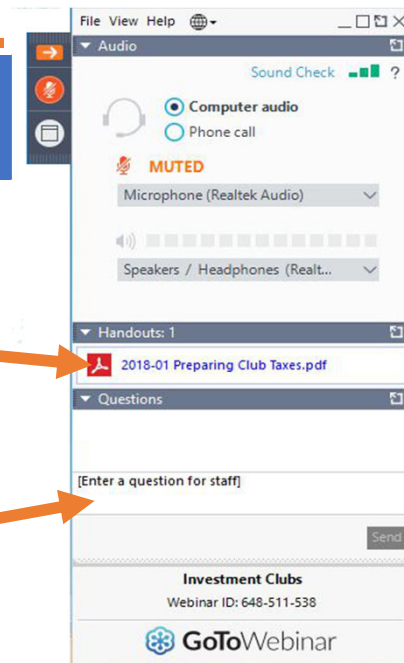 File View Help
Audio
Sound Check ?
Computer audio
Phone call
MUTED
Microphone (Realtek Audio)
Speakers / Headphones (Realt...
Handouts: 1
2018-01 Preparing Club Taxes.pdf
Questions
[Enter a question for staff]
Send
Investment Clubs
Webinar ID: 648-511-538
GoToWebinar